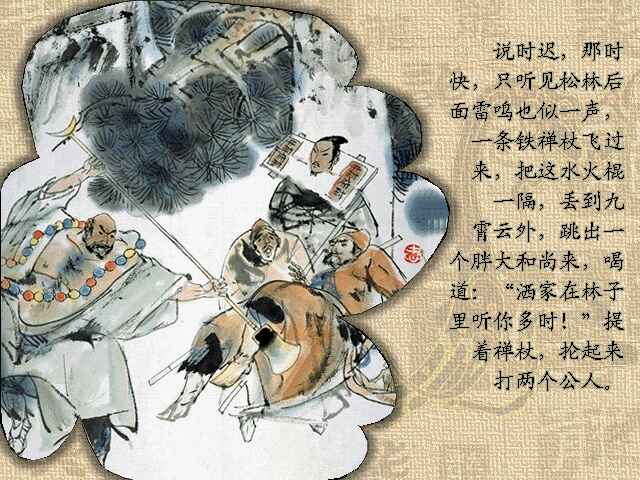 说时迟，那时
快，只听见松林后
面雷鸣也似一声，
一条铁禅杖飞过
来，把这水火棍
一隔，丢到九
霄云外，跳出一
个胖大和尚来，喝
道：“洒家在林子
里听你多时！”提
着禅杖，抡起来
打两个公人。